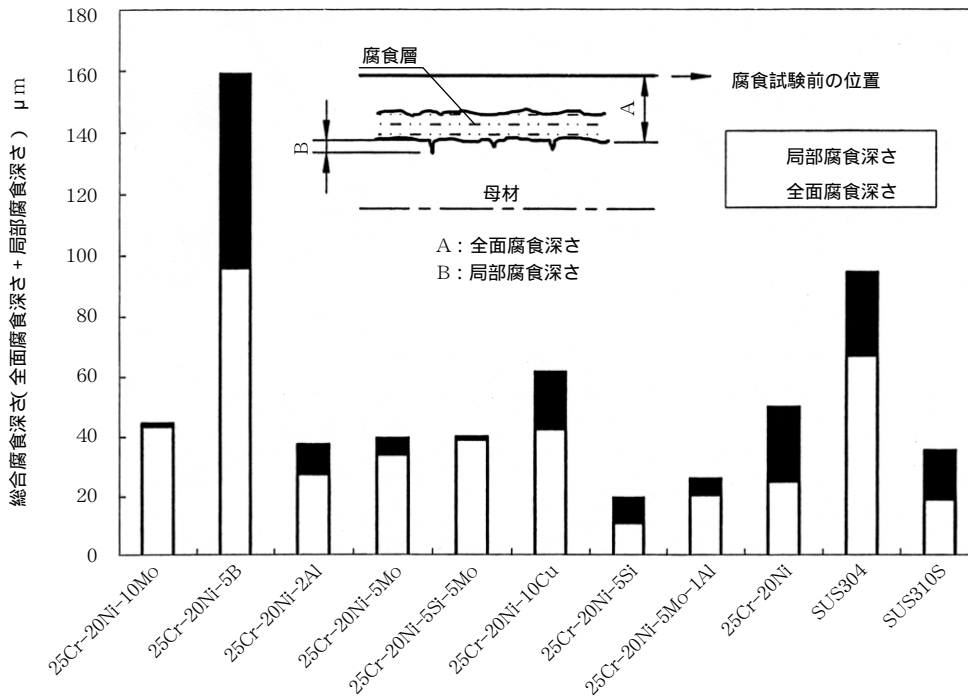 総合腐食深さ(全面腐食深さ + 局部腐食深さ) μm
180
160
140
120
100
80
60
40
20
0
腐食層
腐食試験前の位置
A
B
母材
A：全面腐食深さ
B：局部腐食深さ
局部腐食深さ
全面腐食深さ
25Cr-20Ni-10Mo
25Cr-20Ni-5B
25Cr-20Ni-2Al
25Cr-20Ni-5Mo
25Cr-20Ni-5Si-5Mo
25Cr-20Ni-10Cu
25Cr-20Ni-5Si
25Cr-20Ni-5Mo-1Al
25Cr-20Ni
SUS304
SUS310S